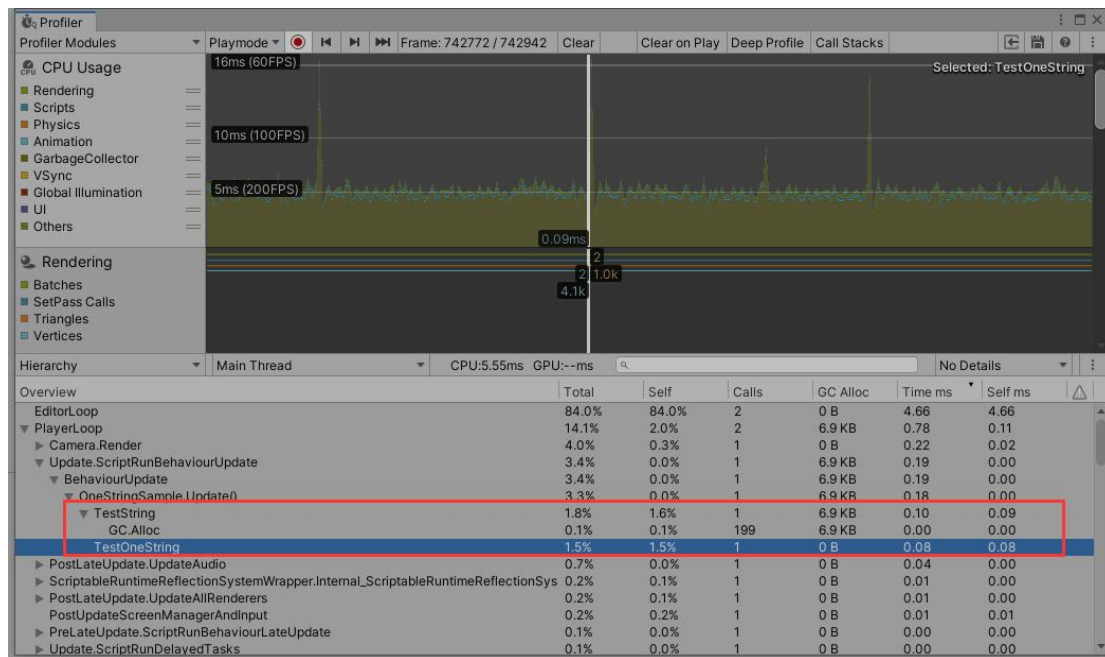 Profiler
Profiler Modules Playmode Frame: 742772 / 742942 Clear Clear on Play Deep Profile Call Stacks
CPU Usage
Rendering
Scripts
Physics
Animation
GarbageCollector
VSync
Global Illumination
UI
Others
16ms (60FPS)
Selected: TestOneString
10ms (100FPS)
5ms (200FPS)
0.09ms
2
2 1.0k
4.1k
Rendering
Batches
SetPass Calls
Triangles
Vertices
Hierarchy Main Thread CPU:5.55ms GPU:--ms No Details
Overview Total Self Calls GC Alloc Time ms Self ms
EditorLoop 84.0% 84.0% 2 0 B 4.66 4.66
PlayerLoop 14.1% 2.0% 2 6.9 KB 0.78 0.11
Camera.Render 4.0% 0.3% 1 0 B 0.22 0.02
Update.ScriptRunBehaviourUpdate 3.4% 0.0% 1 6.9 KB 0.19 0.00
BehaviourUpdate 3.4% 0.0% 1 6.9 KB 0.19 0.00
OneStringSample.Update() 3.3% 0.0% 1 6.9 KB 0.18 0.00
TestString 1.8% 1.6% 1 6.9 KB 0.10 0.09
GC.Alloc 0.1% 0.1% 199 6.9 KB 0.00 0.00
TestOneString 1.5% 1.5% 1 0 B 0.08 0.08
PostLateUpdate.UpdateAudio 0.7% 0.0% 1 0 B 0.04 0.00
ScriptableRuntimeReflectionSystemWrapper.Internal_ScriptableRuntimeReflectionSys 0.2% 0.1% 1 0 B 0.01 0.00
PostLateUpdate.UpdateAllRenderers 0.2% 0.1% 1 0 B 0.01 0.00
PostUpdateScreenManagerAndInput 0.2% 0.2% 1 0 B 0.01 0.01
PreLateUpdate.ScriptRunBehaviourLateUpdate 0.1% 0.0% 1 0 B 0.00 0.00
Update.ScriptRunDelayedTasks 0.1% 0.0% 1 0 B 0.00 0.00